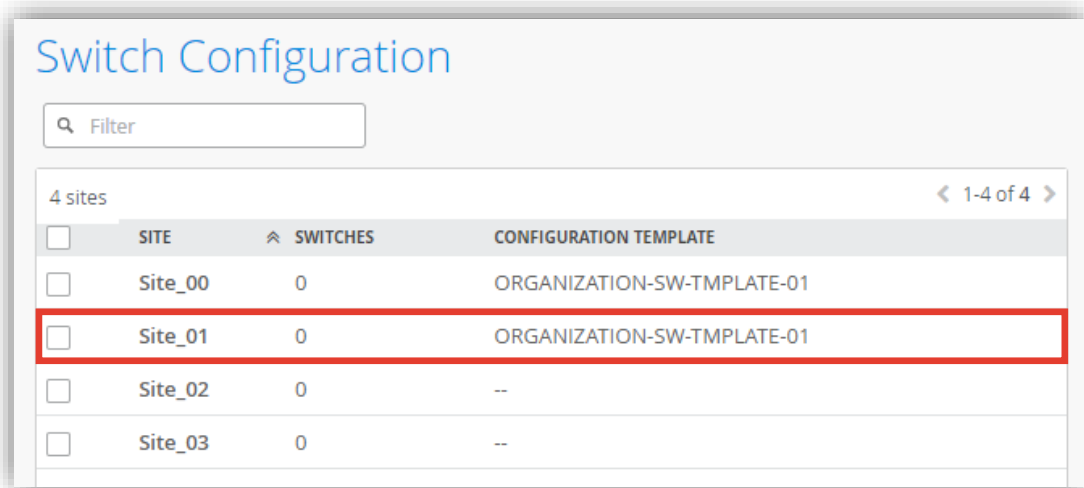 Switch Configuration
Filter
4 sites 1-4 of 4
SITE SWITCHES CONFIGURATION TEMPLATE
Site_00 0 ORGANIZATION-SW-TMPLATE-01
Site_01 0 ORGANIZATION-SW-TMPLATE-01
Site_02 0 --
Site_03 0 --